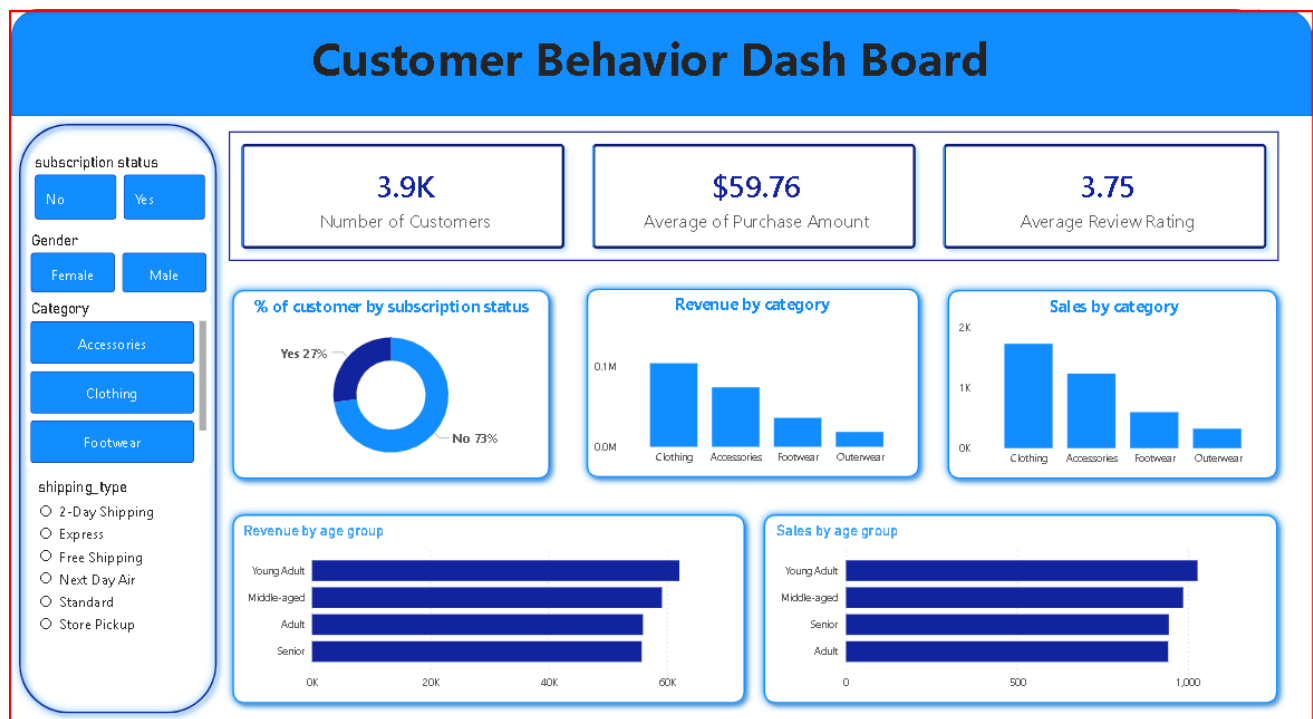 Customer Behavior Dash Board
subscription status
No Yes
Gender
Female Male
Category
Accessories
Clothing
Footwear
shipping_type
2-Day Shipping
Express
Free Shipping
Next Day Air
Standard
Store Pickup
3.9K
Number of Customers
$59.76
Average of Purchase Amount
3.75
Average Review Rating
% of customer by subscription status
Yes 27%
No 73%
Revenue by category
0.1M
0.0M
Clothing Accessories Footwear Outerwear
Sales by category
2K
1K
0K
Clothing Accessories Footwear Outerwear
Revenue by age group
Young Adult
Middle-aged
Adult
Senior
0K 20K 40K 60K
Sales by age group
Young Adult
Middle-aged
Senior
Adult
0 500 1,000